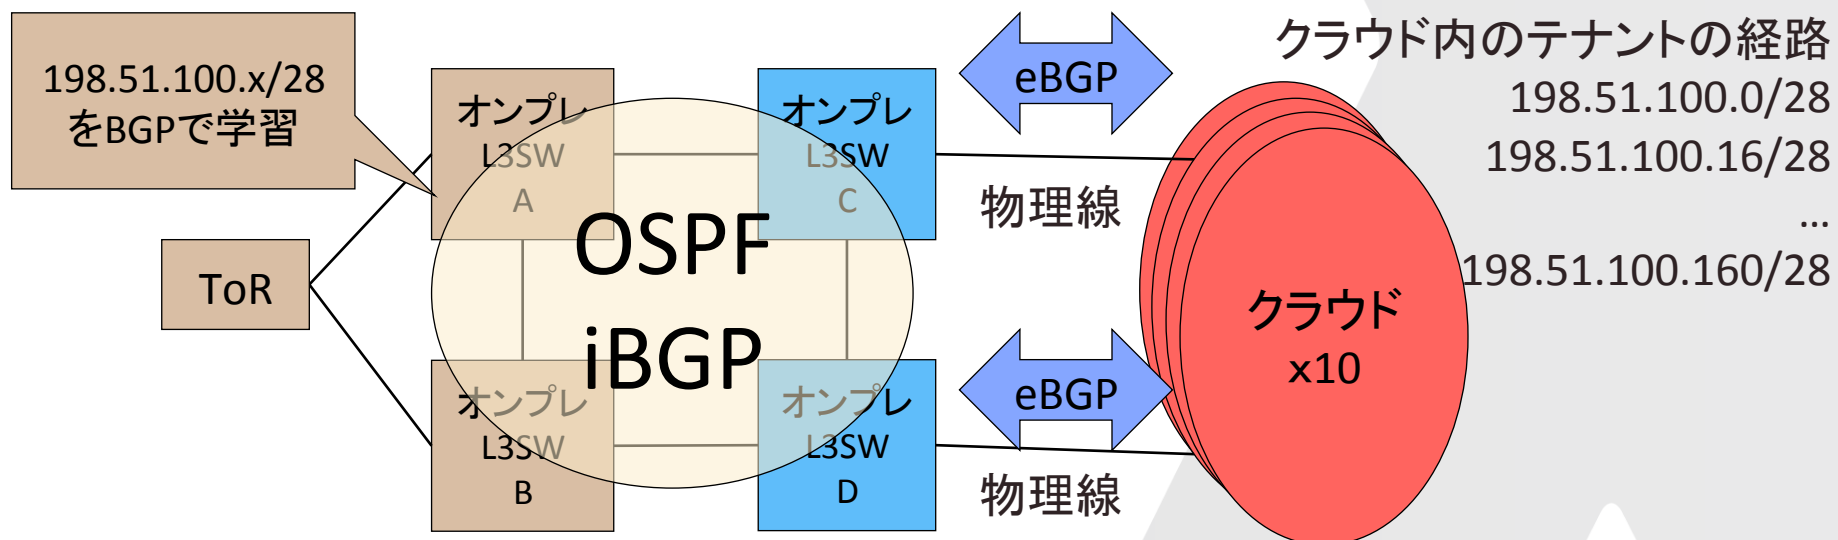 198.51.100.x/28
をBGPで学習
オンプレ
L3SW
A
オンプレ
L3SW
C
eBGP
クラウド内のテナントの経路
198.51.100.0/28
198.51.100.16/28
...
198.51.100.160/28
物理線
ToR
OSPF
iBGP
クラウド
x10
オンプレ
L3SW
B
オンプレ
L3SW
D
eBGP
物理線